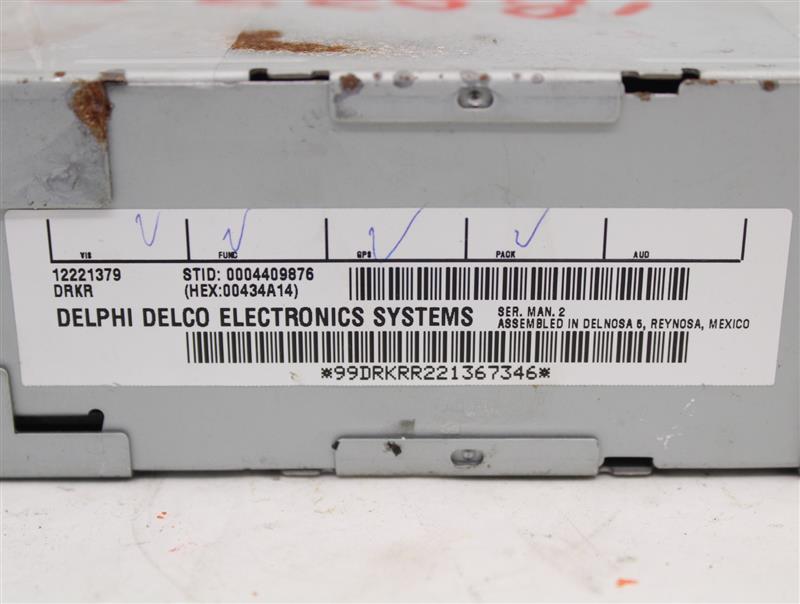 VIS FUNC GPS PACK AUD
12221379 STID: 0004409876
DRKR (HEX:00434A14)
DELPHI DELCO ELECTRONICS SYSTEMS SER. MAN. 2
ASSEMBLED IN DELNOSA 5, REYNOSA, MEXICO
*99DRKRR221367346*